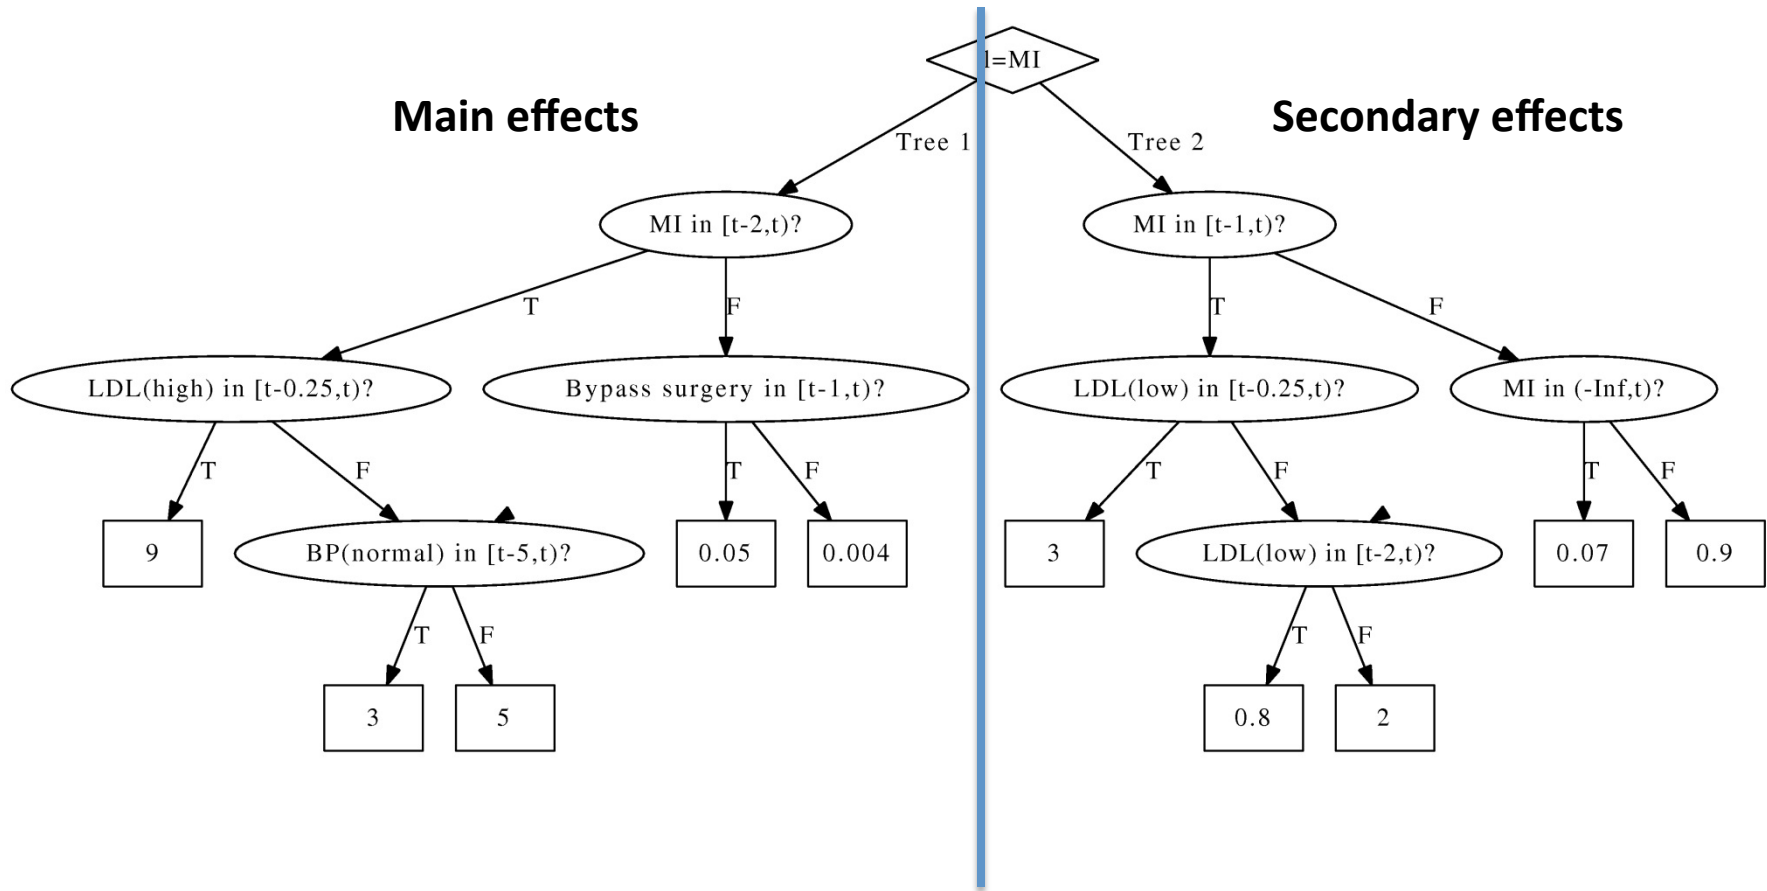 l=MI
Main effects
Secondary effects
Tree 1
Tree 2
MI in [t-2,t)?
MI in [t-1,t)?
T
F
T
F
LDL(high) in [t-0.25,t)?
Bypass surgery in [t-1,t)?
LDL(low) in [t-0.25,t)?
MI in (-Inf,t)?
T
F
T
F
T
F
T
F
9
BP(normal) in [t-5,t)?
0.05
0.004
3
LDL(low) in [t-2,t)?
0.07
0.9
T
F
T
F
3
5
0.8
2